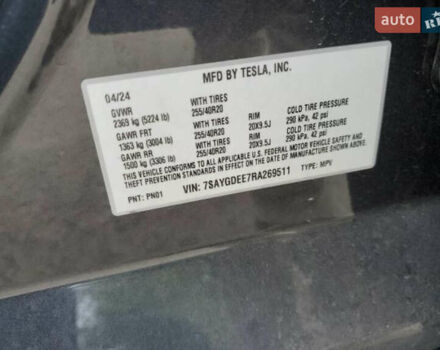 auto RI
MFD BY TESLA, INC.
04/24
GVWR WITH TIRES RIM COLD TIRE PRESSURE
2369 kg (5224 lb) 255/40R20 20X9.5J 290 kPa, 42 psi
GAWR FRT WITH TIRES RIM COLD TIRE PRESSURE
1363 kg (3004 lb) 255/40R20 20X9.5J 290 kPa, 42 psi
GAWR RR WITH TIRES
1500 kg (3306 lb) 255/40R20
THIS VEHICLE CONFORMS TO ALL APPLICABLE U.S. FEDERAL MOTOR VEHICLE SAFETY AND
THEFT PREVENTION STANDARDS IN EFFECT ON THE DATE OF MANUFACTURE SHOWN ABOVE.
PNT: PN01 VIN: 7SAYGDEE7RA269511 TYPE: MPV